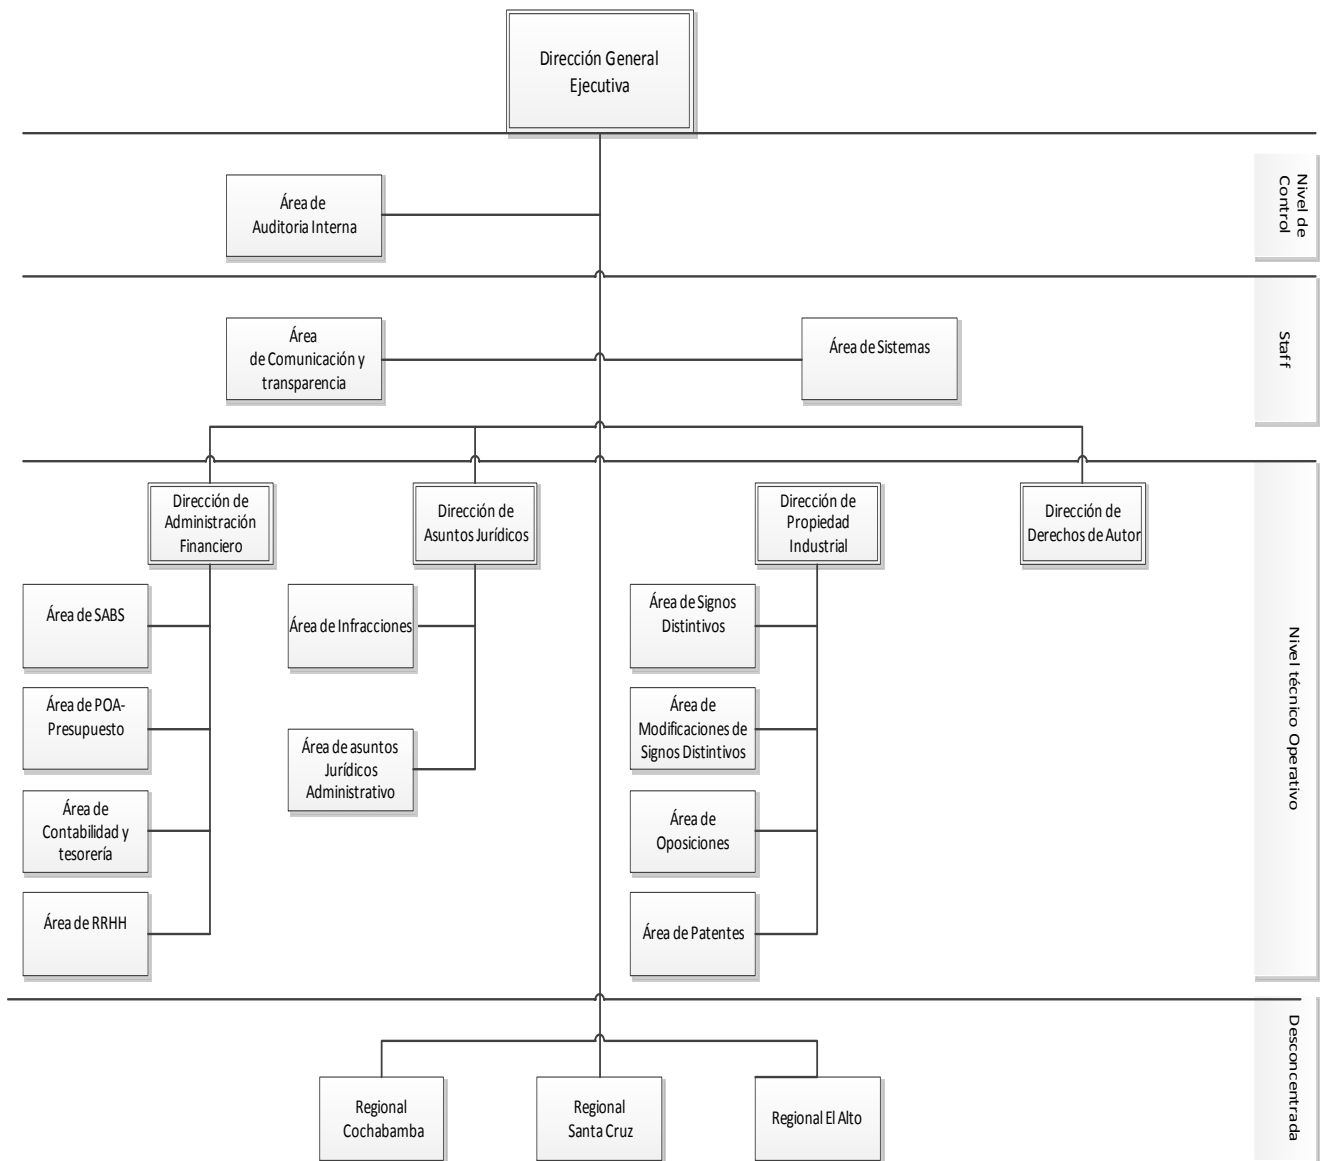 Dirección General
Ejecutiva
Nivel de
Control
Área de
Auditoria Interna
Staff
Área
de Comunicación y
transparencia
Área de Sistemas
Nivel técnico Operativo
Dirección de
Administración
Financiero
Dirección de
Asuntos Jurídicos
Dirección de
Propiedad
Industrial
Dirección de
Derechos de Autor
Área de SABS
Área de POA-
Presupuesto
Área de
Contabilidad y
tesorería
Área de RRHH
Área de Infracciones
Área de asuntos
Jurídicos
Administrativo
Área de Signos
Distintivos
Área de
Modificaciones de
Signos Distintivos
Área de
Oposiciones
Área de Patentes
Desconcentrada
Regional
Cochabamba
Regional
Santa Cruz
Regional El Alto